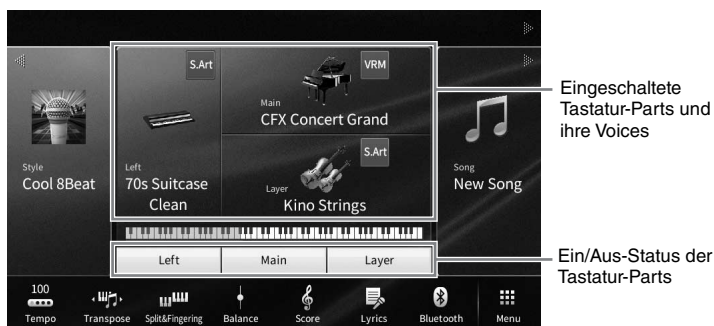 S.Art
VRM
Main
CFX Concert Grand
Style
Cool 8Beat
Left
70s Suitcase
Clean
S.Art
Layer
Kino Strings
Song
New Song
Left
Main
Layer
100
Tempo
Transpose
Split&Fingering
Balance
Score
Lyrics
Bluetooth
Menu
Eingeschaltete
Tastatur-Parts und
ihre Voices
Ein/Aus-Status der
Tastatur-Parts